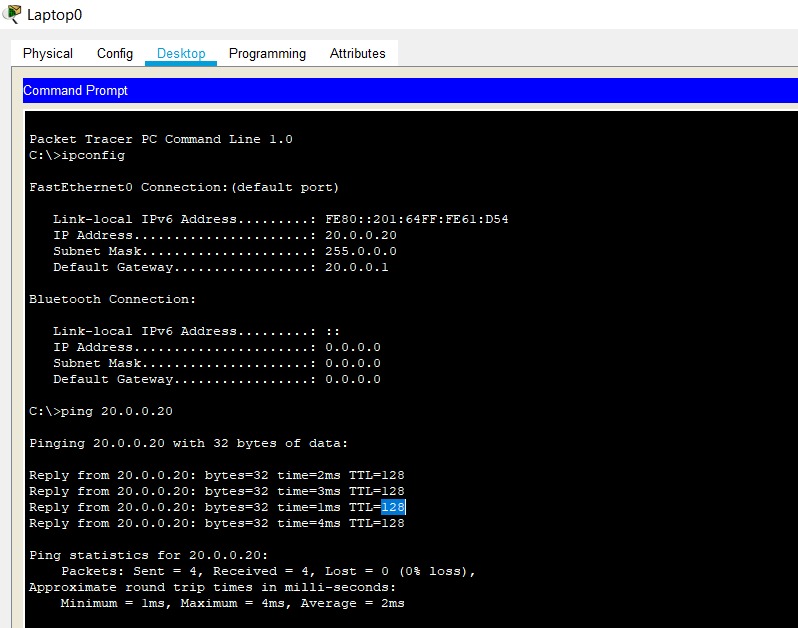 Laptop0
Physical Config Desktop Programming Attributes
Command Prompt
Packet Tracer PC Command Line 1.0
C:\>ipconfig
FastEthernet0 Connection:(default port)
Link-local IPv6 Address.........: FE80::201:64FF:FE61:D54
IP Address......................: 20.0.0.20
Subnet Mask.....................: 255.0.0.0
Default Gateway.................: 20.0.0.1
Bluetooth Connection:
Link-local IPv6 Address.........: ::
IP Address......................: 0.0.0.0
Subnet Mask.....................: 0.0.0.0
Default Gateway.................: 0.0.0.0
C:\>ping 20.0.0.20
Pinging 20.0.0.20 with 32 bytes of data:
Reply from 20.0.0.20: bytes=32 time=2ms TTL=128
Reply from 20.0.0.20: bytes=32 time=3ms TTL=128
Reply from 20.0.0.20: bytes=32 time=1ms TTL=128
Reply from 20.0.0.20: bytes=32 time=4ms TTL=128
Ping statistics for 20.0.0.20:
Packets: Sent = 4, Received = 4, Lost = 0 (0% loss),
Approximate round trip times in milli-seconds:
Minimum = 1ms, Maximum = 4ms, Average = 2ms